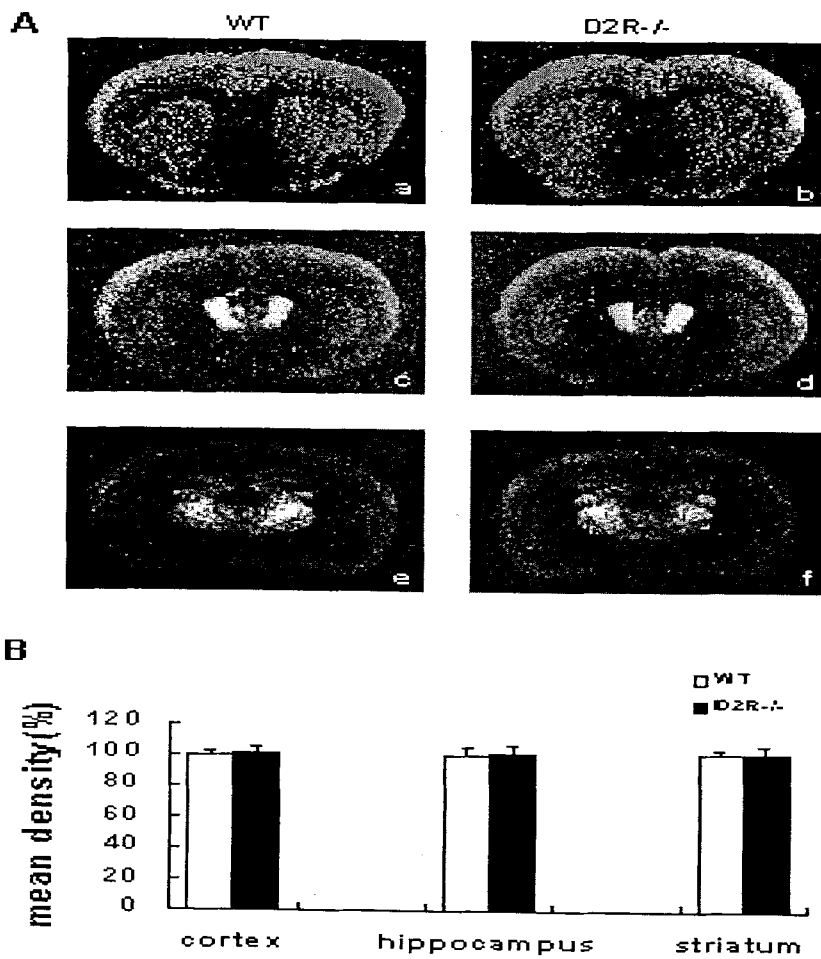 A
WT
D2R-/-
a
b
c
d
e
f
B
WT
D2R-/-
mean density(%)
120
100
80
60
40
20
0
cortex
hippocampus
striatum